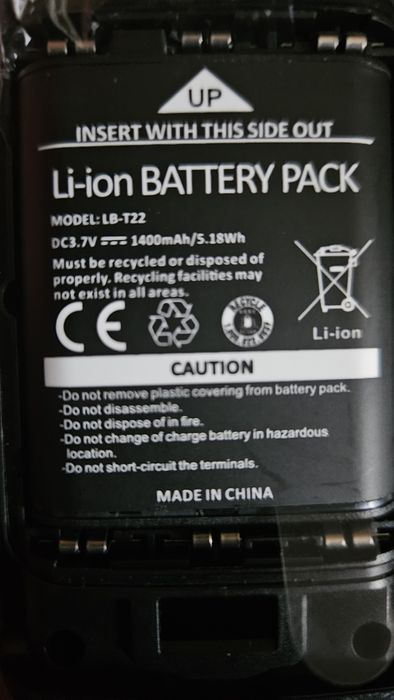 UP
INSERT WITH THIS SIDE OUT
Li-ion BATTERY PACK
MODEL: LB-T22
DC3.7V ⎓ 1400mAh/5.18Wh
Must be recycled or disposed of
properly. Recycling facilities may
not exist in all areas.
CE
RECYCLE
Li-ion
CAUTION
-Do not remove plastic covering from battery pack.
-Do not disassemble.
-Do not dispose of in fire.
-Do not change of charge battery in hazardous
location.
-Do not short-circuit the terminals.
MADE IN CHINA